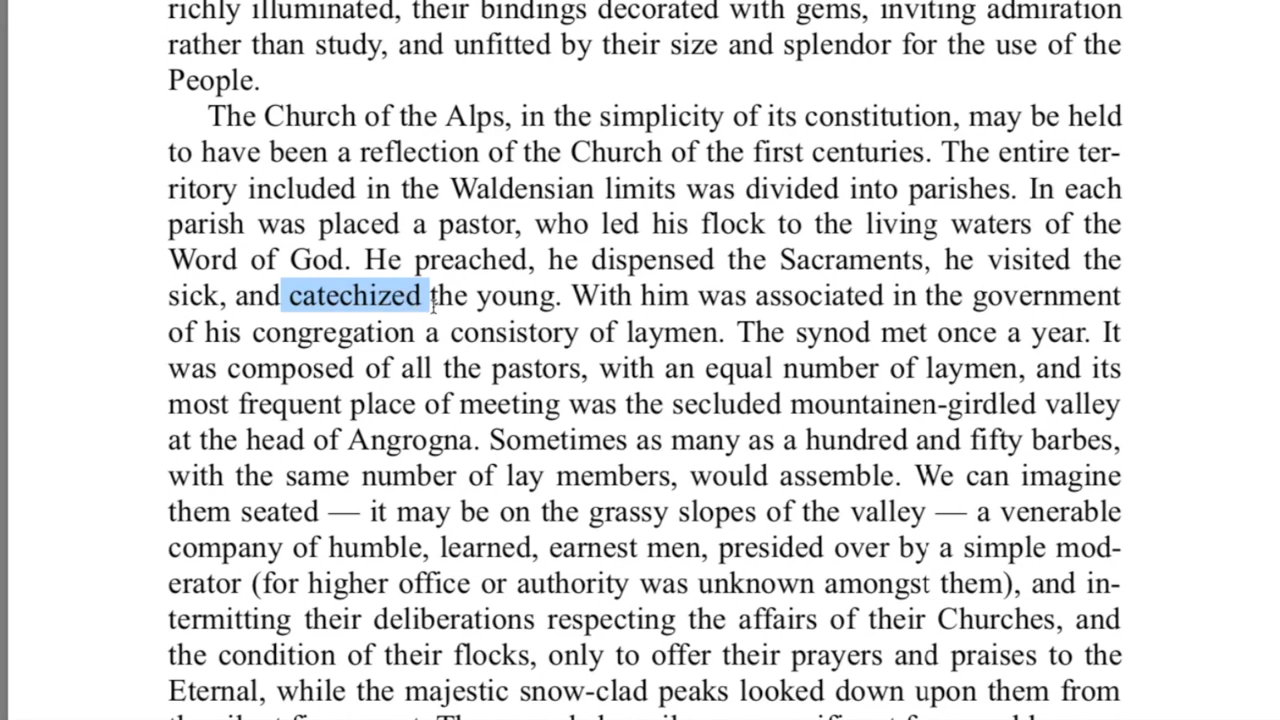 richly illuminated, their bindings decorated with gems, inviting admiration
rather than study, and unfitted by their size and splendor for the use of the
People.
The Church of the Alps, in the simplicity of its constitution, may be held
to have been a reflection of the Church of the first centuries. The entire ter-
ritory included in the Waldensian limits was divided into parishes. In each
parish was placed a pastor, who led his flock to the living waters of the
Word of God. He preached, he dispensed the Sacraments, he visited the
sick, and catechized the young. With him was associated in the government
of his congregation a consistory of laymen. The synod met once a year. It
was composed of all the pastors, with an equal number of laymen, and its
most frequent place of meeting was the secluded mountainen-girdled valley
at the head of Angrogna. Sometimes as many as a hundred and fifty barbes,
with the same number of lay members, would assemble. We can imagine
them seated — it may be on the grassy slopes of the valley — a venerable
company of humble, learned, earnest men, presided over by a simple mod-
erator (for higher office or authority was unknown amongst them), and in-
termitting their deliberations respecting the affairs of their Churches, and
the condition of their flocks, only to offer their prayers and praises to the
Eternal, while the majestic snow-clad peaks looked down upon them from